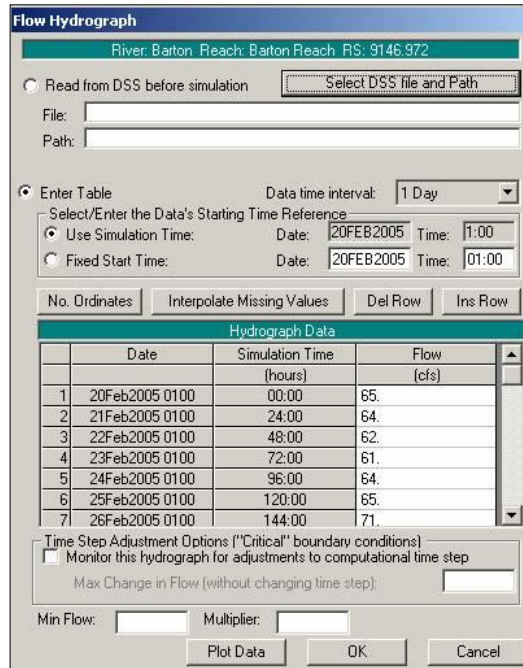 Flow Hydrograph
River: Barton Reach: Barton Reach RS: 9146.972
Read from DSS before simulation Select DSS file and Path
File:
Path:
Enter Table Data time interval: 1 Day
Select/Enter the Data's Starting Time Reference
Use Simulation Time: Date: 20FEB2005 Time: 1:00
Fixed Start Time: Date: 20FEB2005 Time: 01:00
No. Ordinates Interpolate Missing Values Del Row Ins Row
Hydrograph Data
Date Simulation Time Flow
(hours) (cfs)
1 20Feb2005 0100 00:00 65.
2 21Feb2005 0100 24:00 64.
3 22Feb2005 0100 48:00 62.
4 23Feb2005 0100 72:00 61.
5 24Feb2005 0100 96:00 64.
6 25Feb2005 0100 120:00 65.
7 26Feb2005 0100 144:00 71.
Time Step Adjustment Options ("Critical" boundary conditions)
Monitor this hydrograph for adjustments to computational time step
Max Change in Flow (without changing time step):
Min Flow: Multiplier:
Plot Data OK Cancel